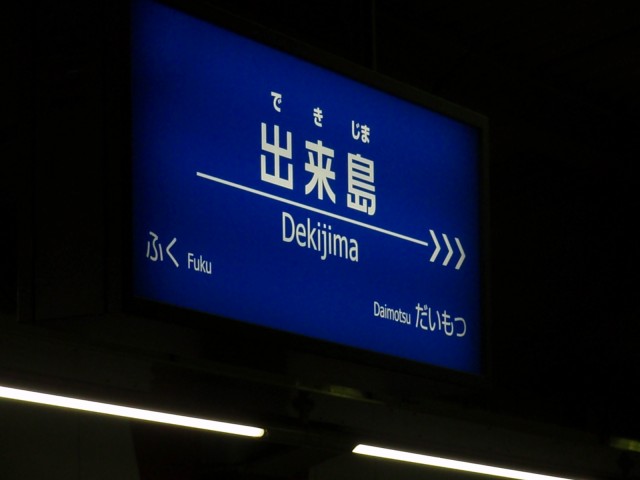 で き じま
出来島
Dekijima
ふく Fuku
Daimotsu だいもつ